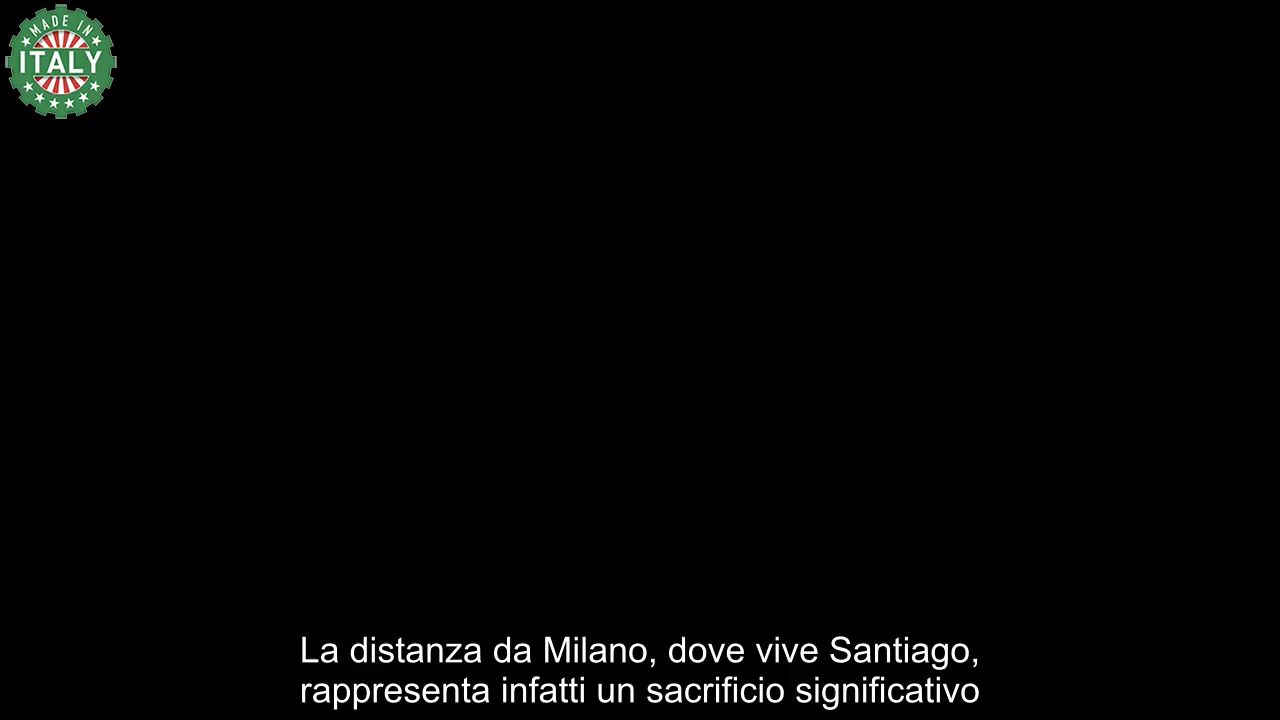 MADE IN
ITALY
La distanza da Milano, dove vive Santiago,
rappresenta infatti un sacrificio significativo